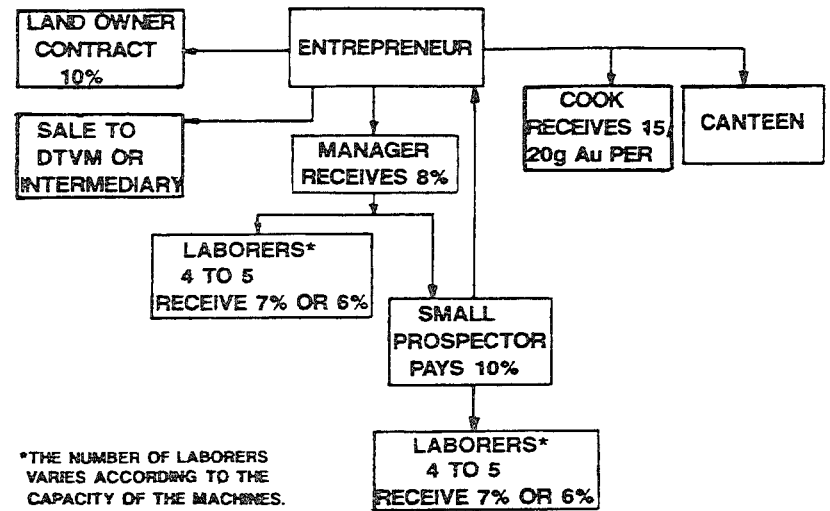 LAND OWNER
CONTRACT
10%
ENTREPRENEUR
COOK
RECEIVES 15/
20g Au PER
CANTEEN
SALE TO
DTVM OR
INTERMEDIARY
MANAGER
RECEIVES 8%
LABORERS*
4 TO 5
RECEIVE 7% OR 6%
SMALL
PROSPECTOR
PAYS 10%
LABORERS*
4 TO 5
RECEIVE 7% OR 6%
*THE NUMBER OF LABORERS
VARIES ACCORDING TO THE
CAPACITY OF THE MACHINES.